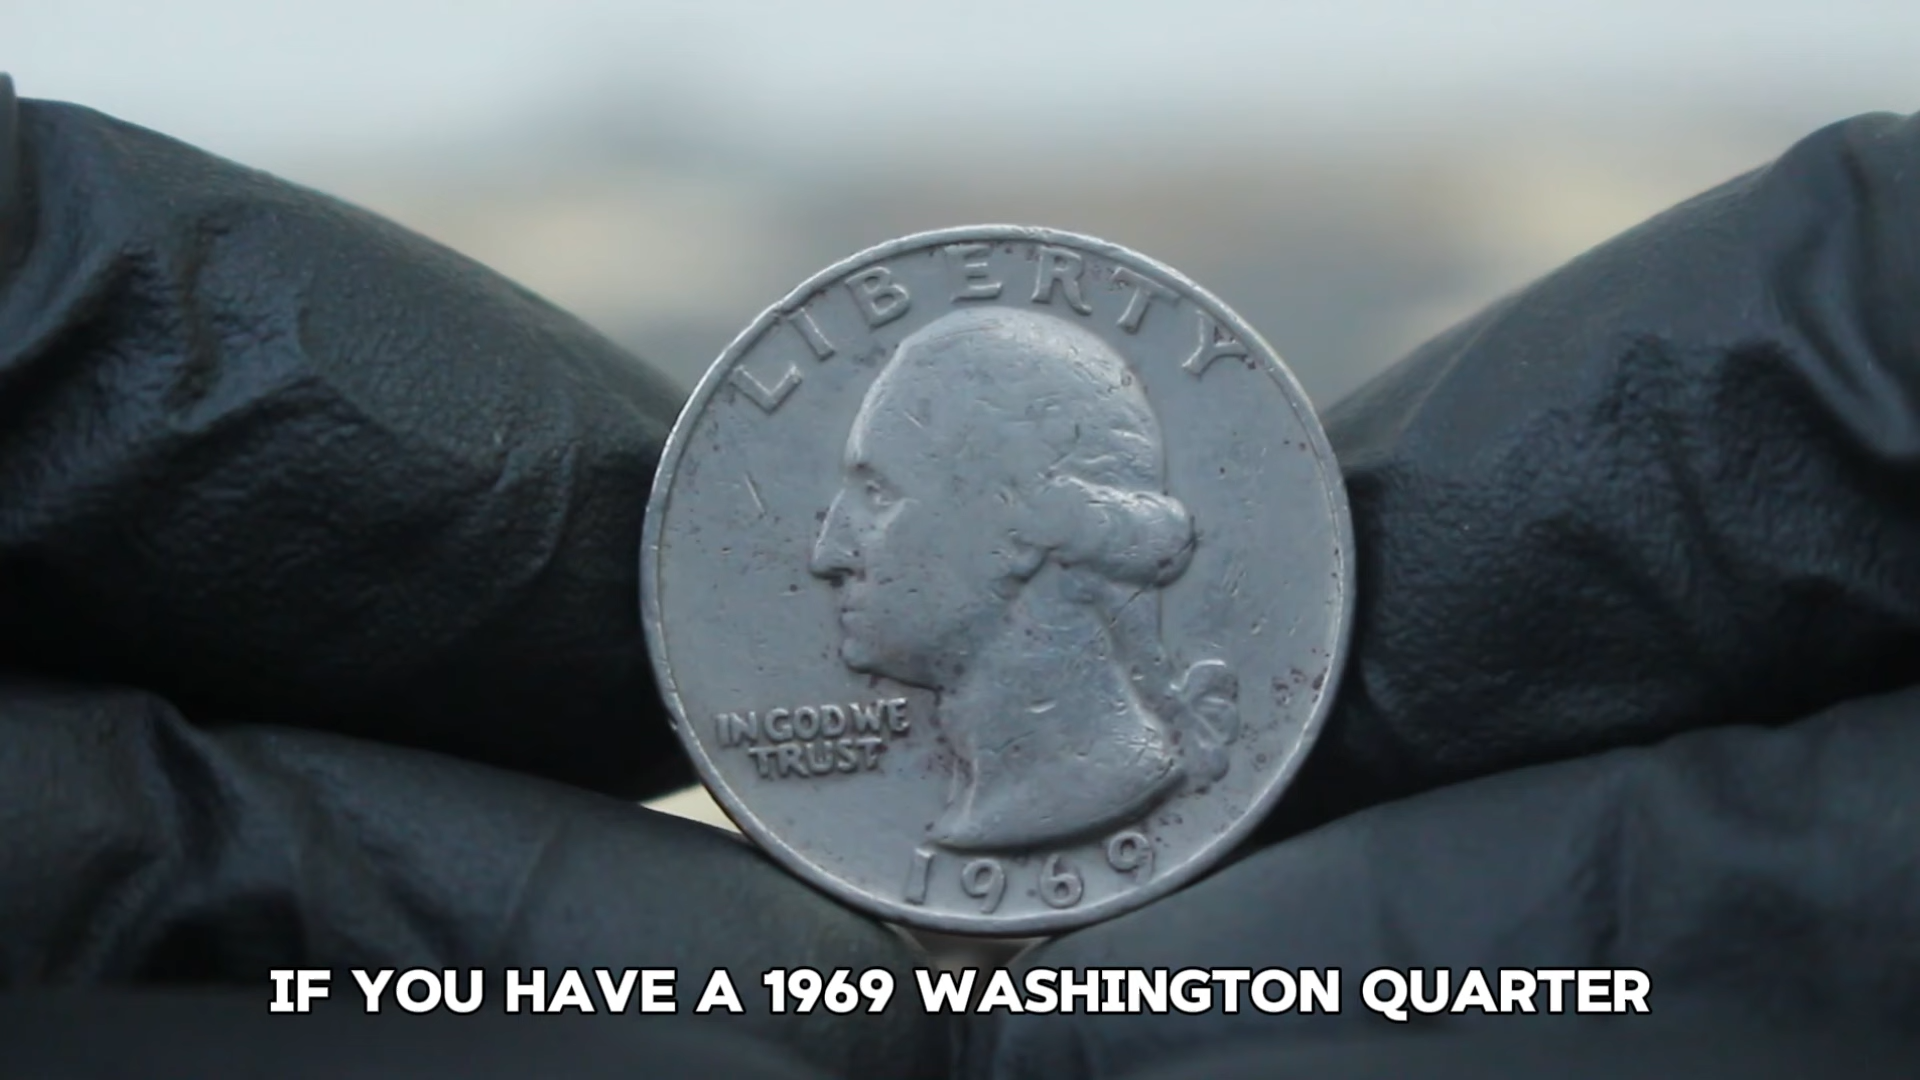 LIBERTY
IN GOD WE
TRUST
1969
IF YOU HAVE A 1969 WASHINGTON QUARTER